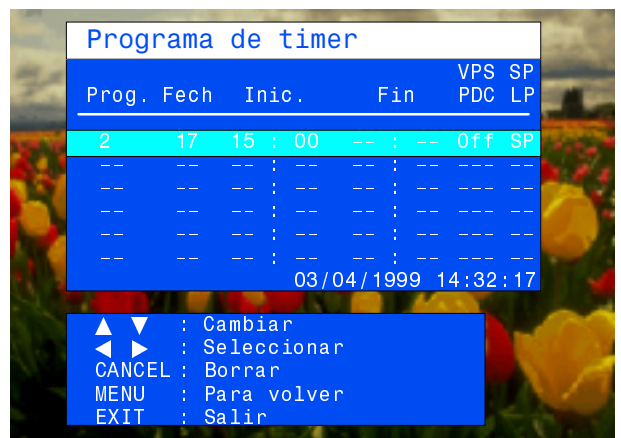 Programa de timer
VPS SP
Prog. Fech Inic. Fin PDC LP
2 17 15 : 00 -- : -- Off SP
-- -- -- : -- -- : -- --- --
-- -- -- : -- -- : -- --- --
-- -- -- : -- -- : -- --- --
-- -- -- : -- -- : -- --- --
-- -- -- : -- -- : -- --- --
03/04/1999 14:32:17
▲ ▼ : Cambiar
◀ ▶ : Seleccionar
CANCEL : Borrar
MENU : Para volver
EXIT : Salir